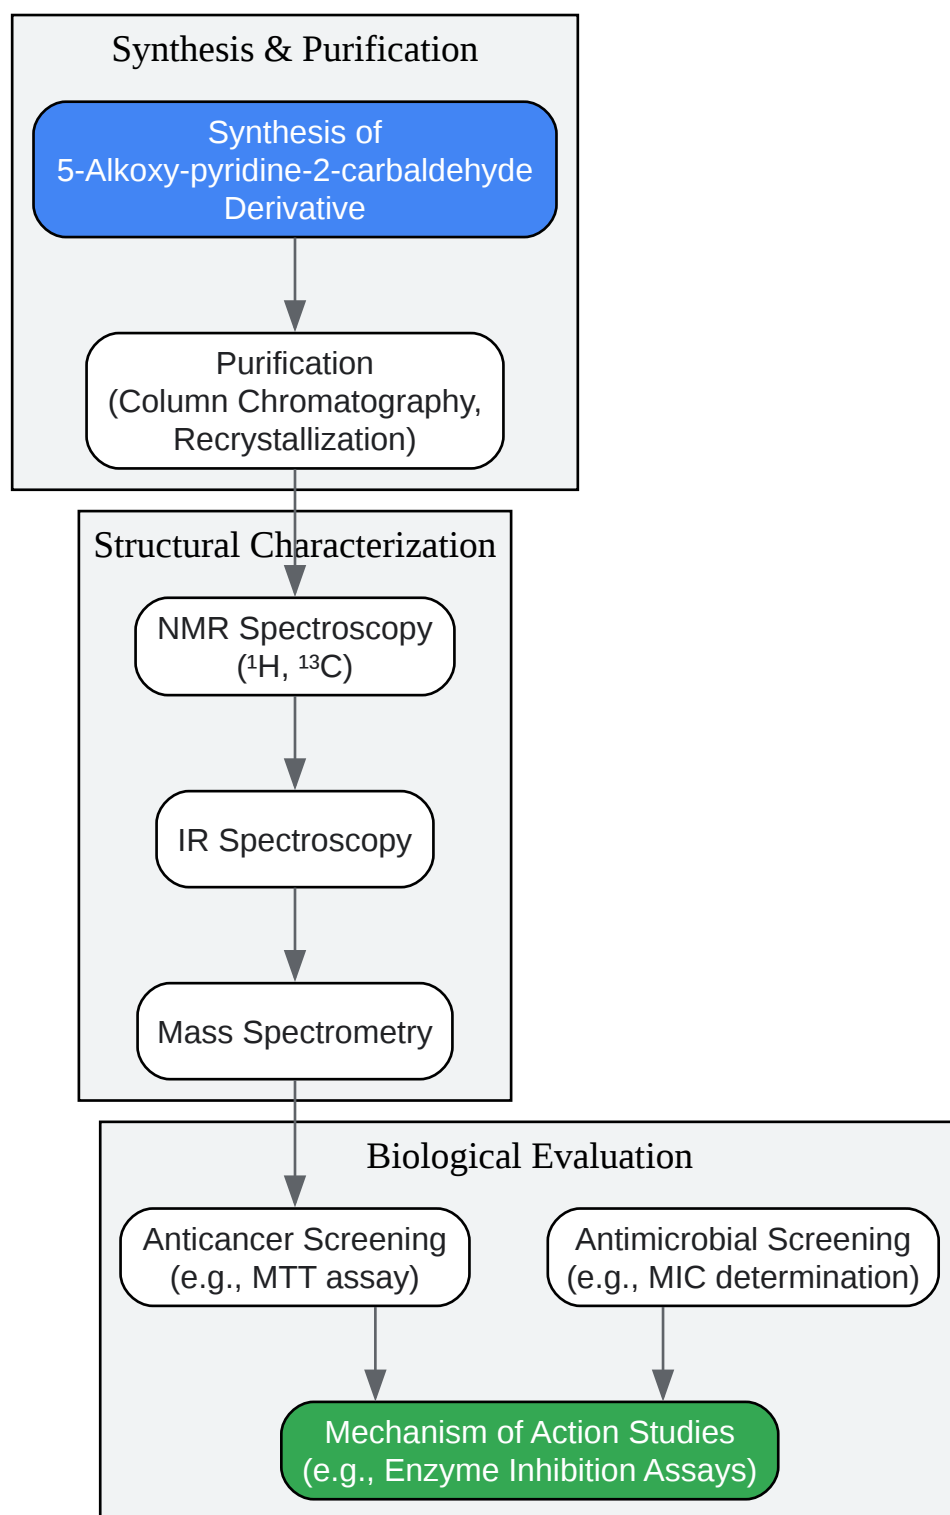 Synthesis & Purification
Synthesis of
5-Alkoxy-pyridine-2-carbaldehyde
Derivative
Purification
(Column Chromatography,
Recrystallization)
Structural Characterization
NMR Spectroscopy
(¹H, ¹³C)
IR Spectroscopy
Mass Spectrometry
Biological Evaluation
Anticancer Screening
(e.g., MTT assay)
Antimicrobial Screening
(e.g., MIC determination)
Mechanism of Action Studies
(e.g., Enzyme Inhibition Assays)